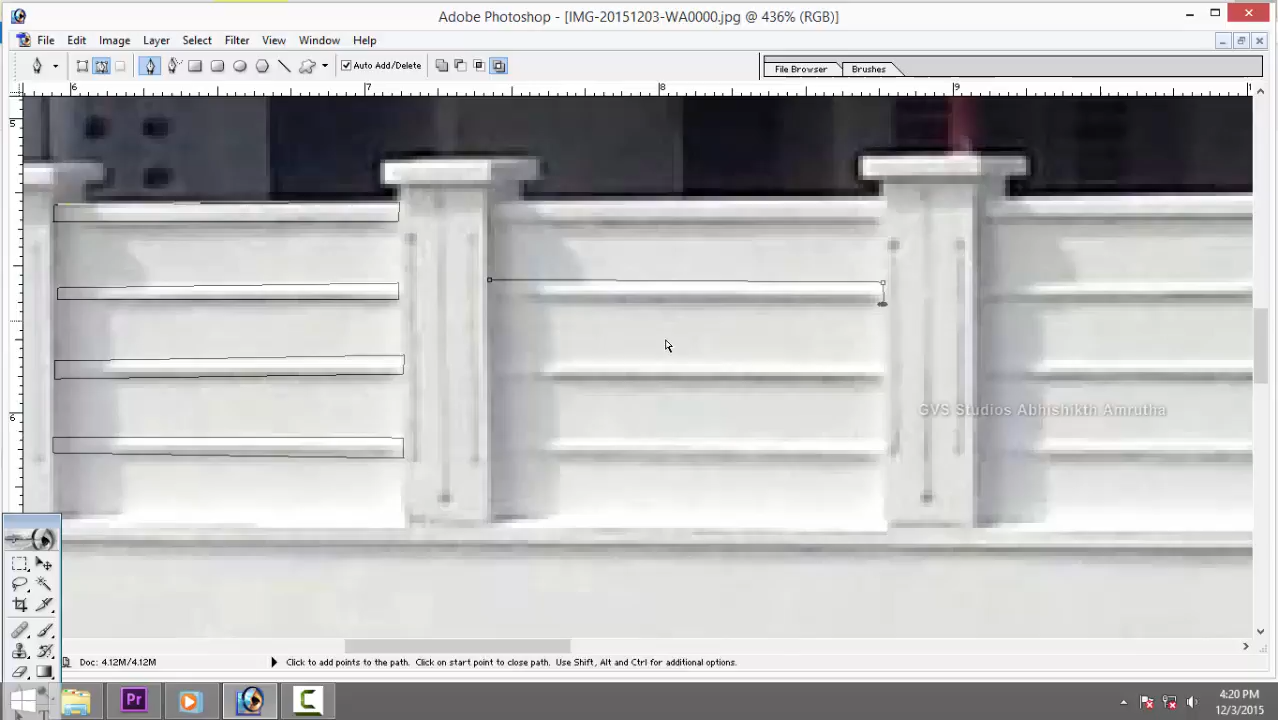 Adobe Photoshop - [IMG-20151203-WA0000.jpg @ 436% (RGB)]
File Edit Image Layer Select Filter View Window Help
Auto Add/Delete
File Browser Brushes
6 7 8 9 1
5
6
GVS Studios Abhishikth Amrutha
Doc: 4.12M/4.12M Click to add points to the path. Click on start point to close path. Use Shift, Alt and Ctrl for additional options.
Pr
C
4:20 PM
12/3/2015